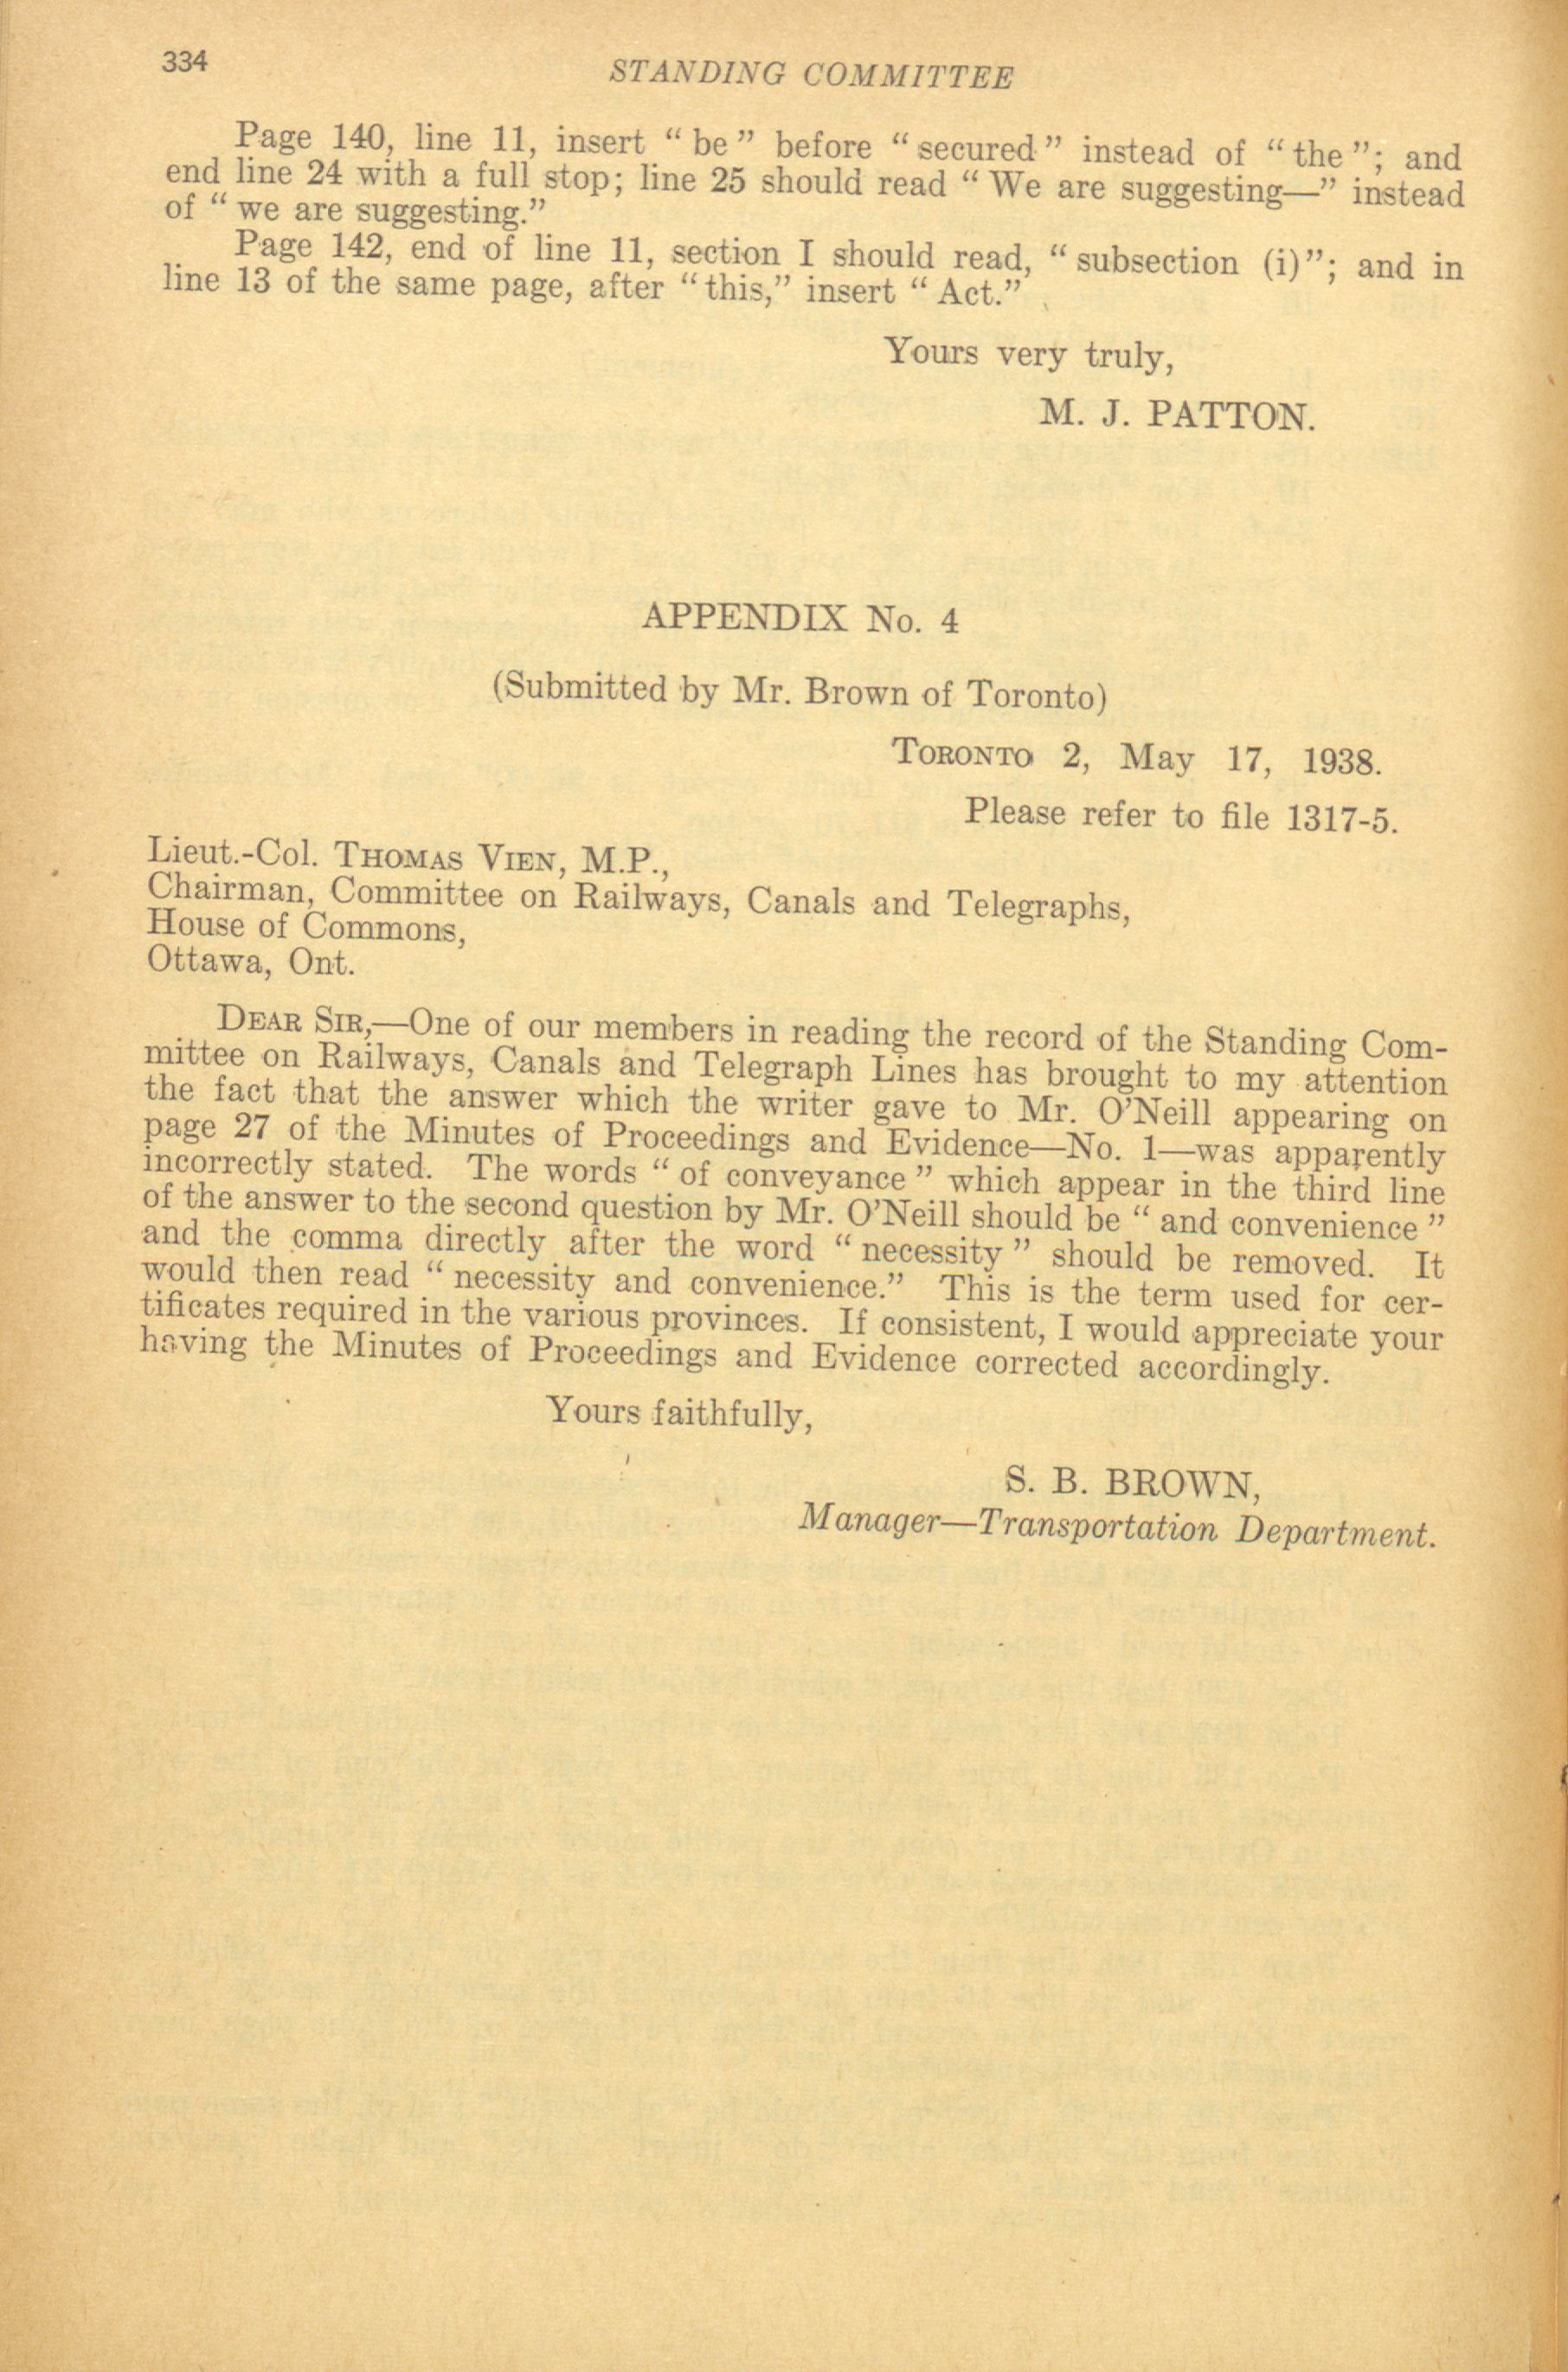 334
STANDING COMMITTEE
Page 140, line 11, insert “ be ” before “ secured ” instead of “ the ”; and
end line 24 with a full stop; line 25 should read “ We are suggesting—” instead
of “ we are suggesting.”
Page 142, end of line 11, section I should read, “ subsection (i)”; and in
line 13 of the same page, after “ this,” insert “ Act.”
Yours very truly,
M. J. PATTON.
APPENDIX No. 4
(Submitted by Mr. Brown of Toronto)
TORONTO 2, May 17, 1938.
Please refer to file 1317-5.
Lieut.-Col. THOMAS VIEN, M.P.,
Chairman, Committee on Railways, Canals and Telegraphs,
House of Commons,
Ottawa, Ont.
DEAR SIR,—One of our members in reading the record of the Standing Com-
mittee on Railways, Canals and Telegraph Lines has brought to my attention
the fact that the answer which the writer gave to Mr. O’Neill appearing on
page 27 of the Minutes of Proceedings and Evidence—No. 1—was apparently
incorrectly stated. The words “ of conveyance ” which appear in the third line
of the answer to the second question by Mr. O’Neill should be “ and convenience ”
and the comma directly after the word “ necessity ” should be removed. It
would then read “ necessity and convenience.” This is the term used for cer-
tificates required in the various provinces. If consistent, I would appreciate your
having the Minutes of Proceedings and Evidence corrected accordingly.
Yours faithfully,
S. B. BROWN,
Manager—Transportation Department.